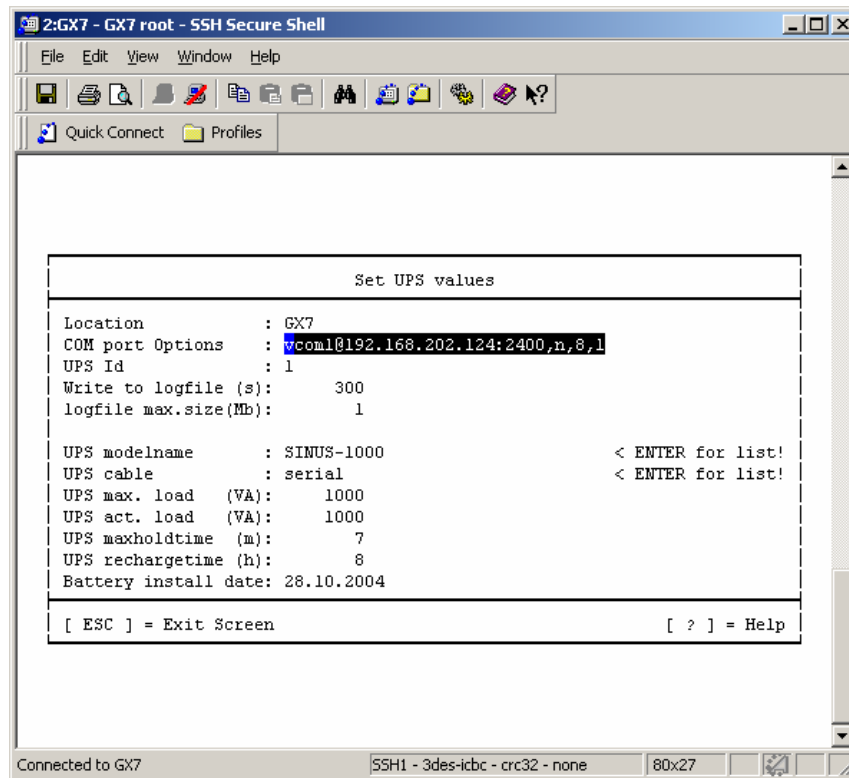 2:GX7 - GX7 root - SSH Secure Shell
File Edit View Window Help
Quick Connect Profiles
Set UPS values
Location : GX7
COM port Options : vcom1@192.168.202.124:2400,n,8,1
UPS Id : 1
Write to logfile (s): 300
logfile max.size(Mb): 1
UPS modelname : SINUS-1000 < ENTER for list!
UPS cable : serial < ENTER for list!
UPS max. load (VA): 1000
UPS act. load (VA): 1000
UPS maxholdtime (m): 7
UPS rechargetime (h): 8
Battery install date: 28.10.2004
[ ESC ] = Exit Screen [ ? ] = Help
Connected to GX7 SSH1 - 3des-icbc - crc32 - none 80x27